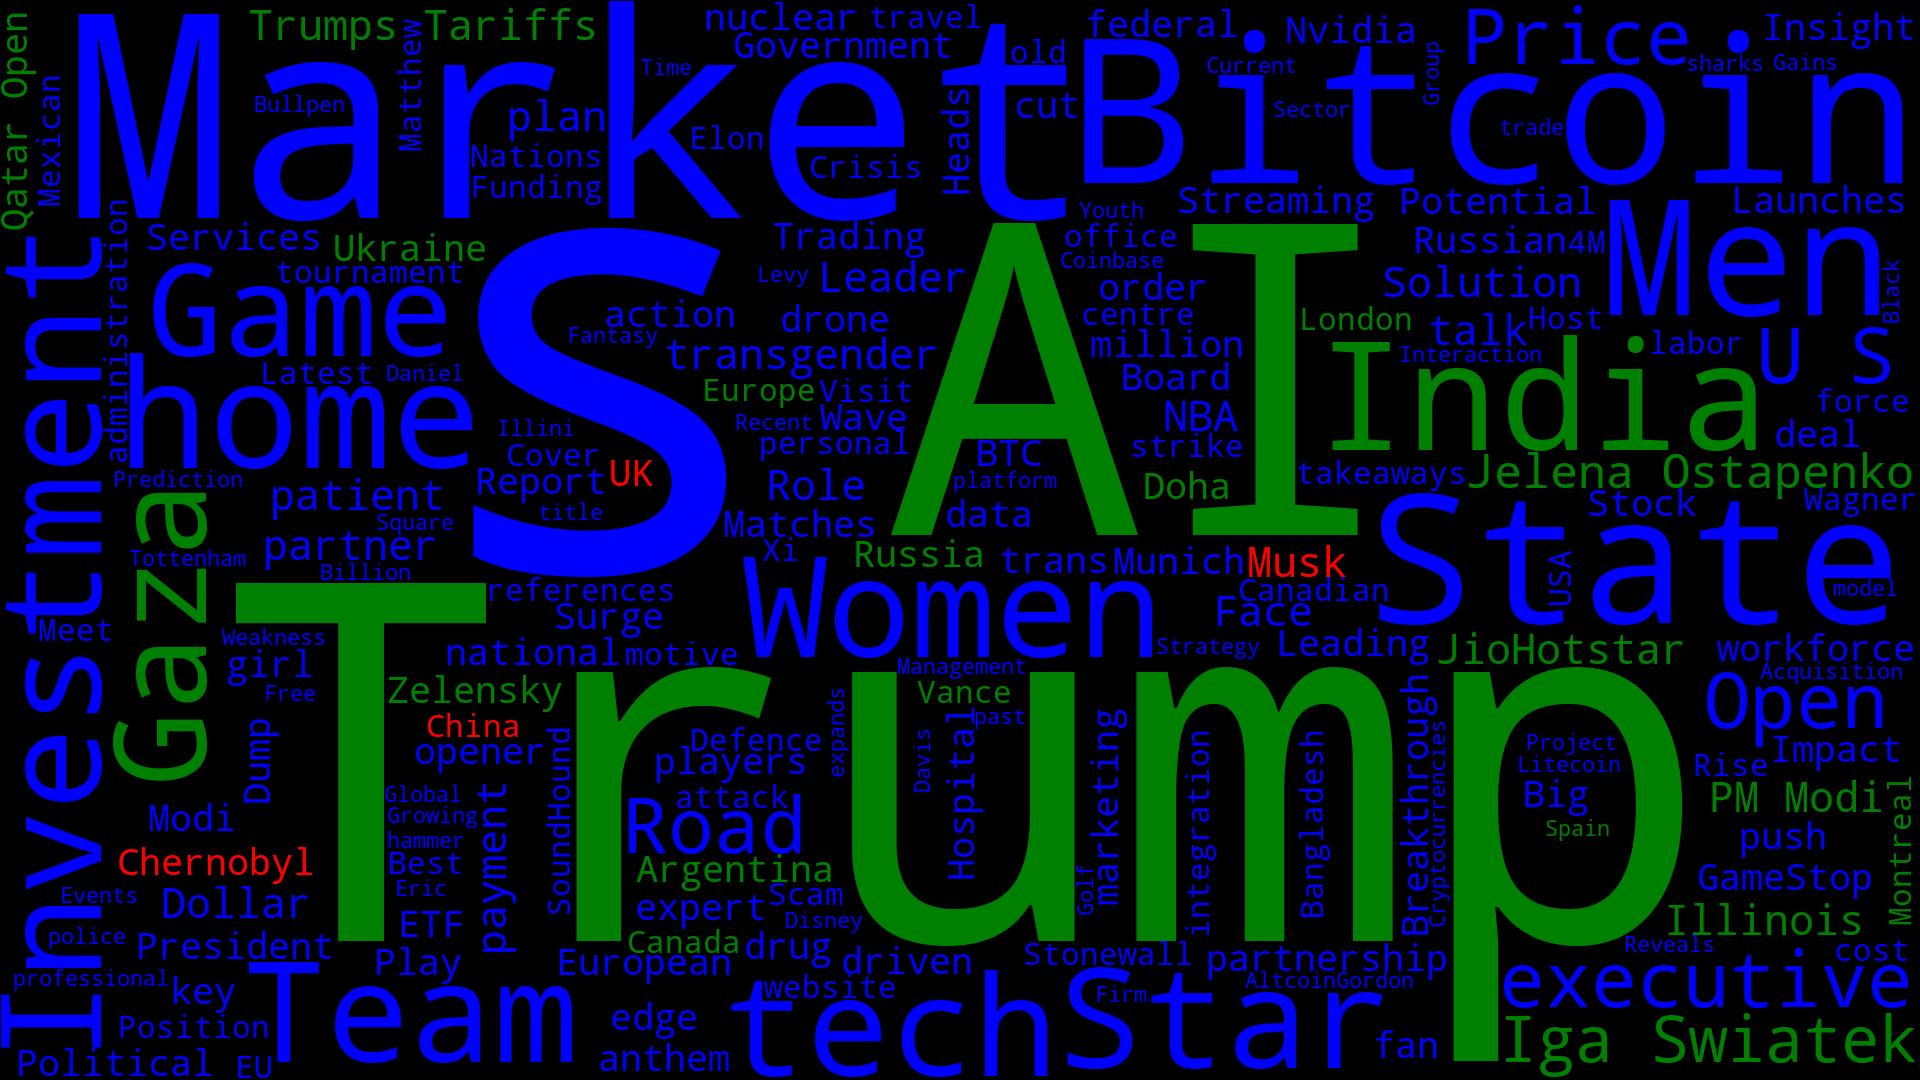 Qatar Open
Mexican
Market
Trumps
Tariffs
Matthew
Bullpen
plan
Nations
Funding
Time
Elon
nuclear
travel
Government
Crisis
Heads
old
cut
federal
Bitcoin
Current
Nvidia
Sector
Group
Price
trade
sharks
Gains
Insight
Investment
administration
Services
Ukraine
tournament
Game
home
Latest
Daniel
S
AI
action
Fantasy
Trading
Levy
Leader
drone
transgender
Europe
Visit
Recent
Wave
personal
Role
Matches
Xi
Youth
office
Coinbase
order
centre
million
Board
NBA
strike
Doha
BTC
platform
data
Streaming
Potential
Launches
Russian
4M
Men
Black
Solution
London
talk
Host
Interaction
India
labor
U S
force
deal
takeaways
Jelena Ostapenko
Stock
Wagner
State
USA
model
Prediction
patient
Square
partner
Tottenham
Billion
Illini
Cover
Report
UK
title
Gaza
Meet
Weakness
girl
Free
Dump
references
Surge
national
motive
Women
Russia
trans
Munich
Musk
Canadian
Face
Strategy
Leading
JioHotstar
workforce
Acquisition
Open
Impact
Rise
Trump
Zelensky
China
opener
Management
Vance
past
Defence
players
expands
Davis
Hospital
marketing
integration
Bangladesh
Breakthrough
Cryptocurrencies
Project
Litecoin
Big
Spain
PM Modi
push
GameStop
Montreal
Illinois
Reveals
cost
Modi
Chernobyl
Events
Dollar
police
President
professional
key
Position
Political
EU
Global
Growing
hammer
Best
Eric
ETF
payment
Play
SoundHound
attack
Road
Argentina
expert
Scam
Disney
Canada
drug
European
driven
website
Golf
Stonewall
partnership
Altcoin
Gordon
Firm
Team
edge
anthem
tech
Star
fan
executive
Iga Swiatek